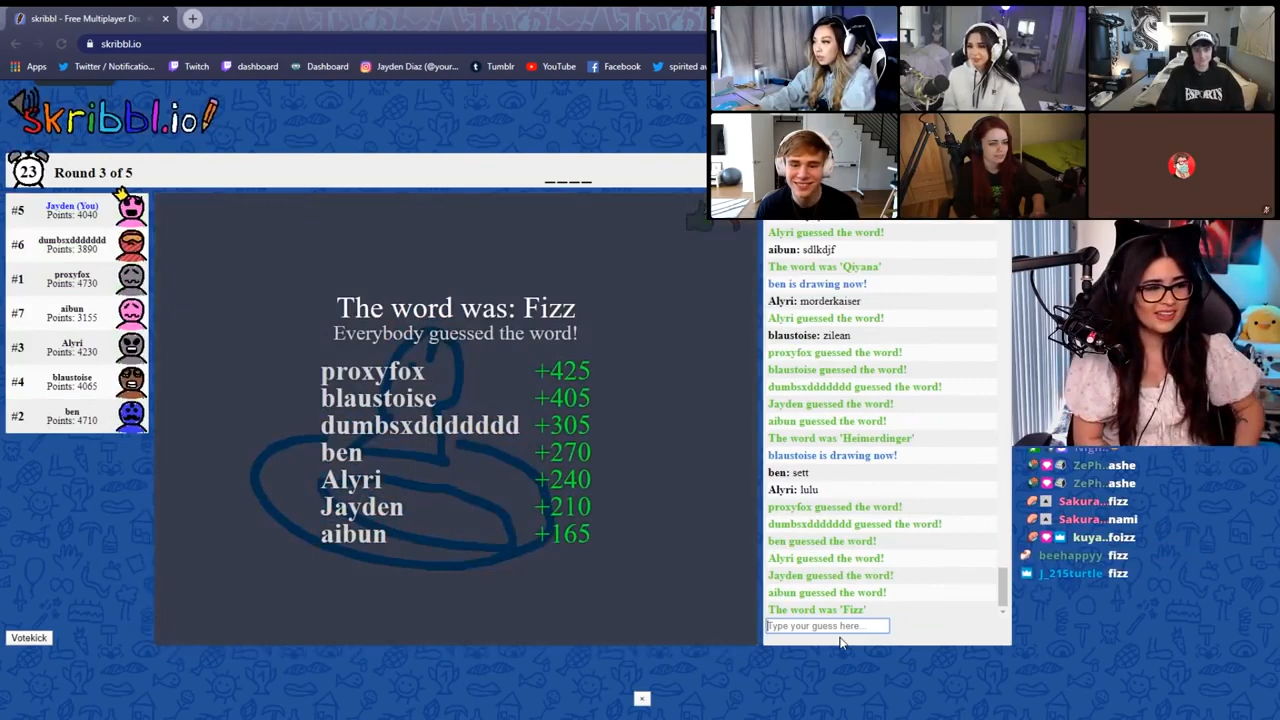 skribbl - Free Multiplayer Dr
skribbl.io
Apps
Twitter / Notificatio...
Twitch
dashboard
Dashboard
Jayden Diaz (@your...
Tumblr
YouTube
Facebook
spirited a
skribbl.io
23
Round 3 of 5
____
ESPORTS
#5
Jayden (You)
Points: 4040
#6
dumbsxddddddd
Points: 3890
#1
proxyfox
Points: 4730
#7
aibun
Points: 3155
#3
Alyri
Points: 4230
#4
blaustoise
Points: 4065
#2
ben
Points: 4710
The word was: Fizz
Everybody guessed the word!
proxyfox +425
blaustoise +405
dumbsxddddddd +305
ben +270
Alyri +240
Jayden +210
aibun +165
Alyri guessed the word!
aibun: sdlkdjf
The word was 'Qiyana'
ben is drawing now!
Alyri: morderkaiser
Alyri guessed the word!
blaustoise: zilean
proxyfox guessed the word!
blaustoise guessed the word!
dumbsxddddddd guessed the word!
Jayden guessed the word!
aibun guessed the word!
The word was 'Heimerdinger'
blaustoise is drawing now!
ben: sett
Alyri: lulu
proxyfox guessed the word!
dumbsxddddddd guessed the word!
ben guessed the word!
Alyri guessed the word!
Jayden guessed the word!
aibun guessed the word!
The word was 'Fizz'
Type your guess here...
ZePh.. ashe
ZePh.. ashe
Sakura.. fizz
Sakura.. nami
kuya.. foizz
beehappyy fizz
J_215turtle fizz
Votekick